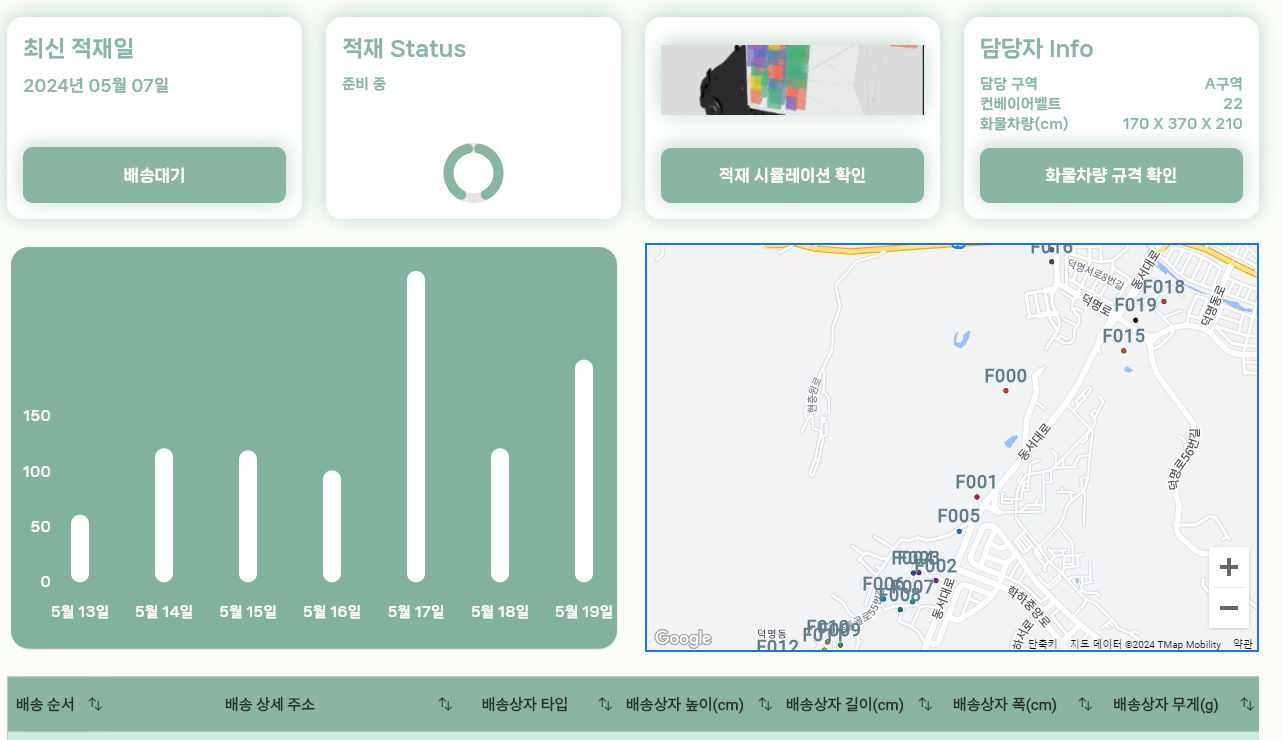 최신 적재일
2024년 05월 07일
배송대기
적재 Status
준비 중
적재 시뮬레이션 확인
담당자 Info
담당 구역 A구역
컨베이어벨트 22
화물차량(cm) 170 X 370 X 210
화물차량 규격 확인
150
100
50
0
5월 13일 5월 14일 5월 15일 5월 16일 5월 17일 5월 18일 5월 19일
F016
덕명서로8번길
동서대로
F018
덕명로
F019
덕명동로
F015
F000
현충원로
동서대로
덕명로56번길
F001
F005
F003
F002
F006
F007
F008
동서대로
학하중앙로
하서로
F010
F009
덕명동
F011
F012
Google
단축키 지도 데이터 ©2024 TMap Mobility 약관
배송 순서 배송 상세 주소 배송상자 타입 배송상자 높이(cm) 배송상자 길이(cm) 배송상자 폭(cm) 배송상자 무게(g)